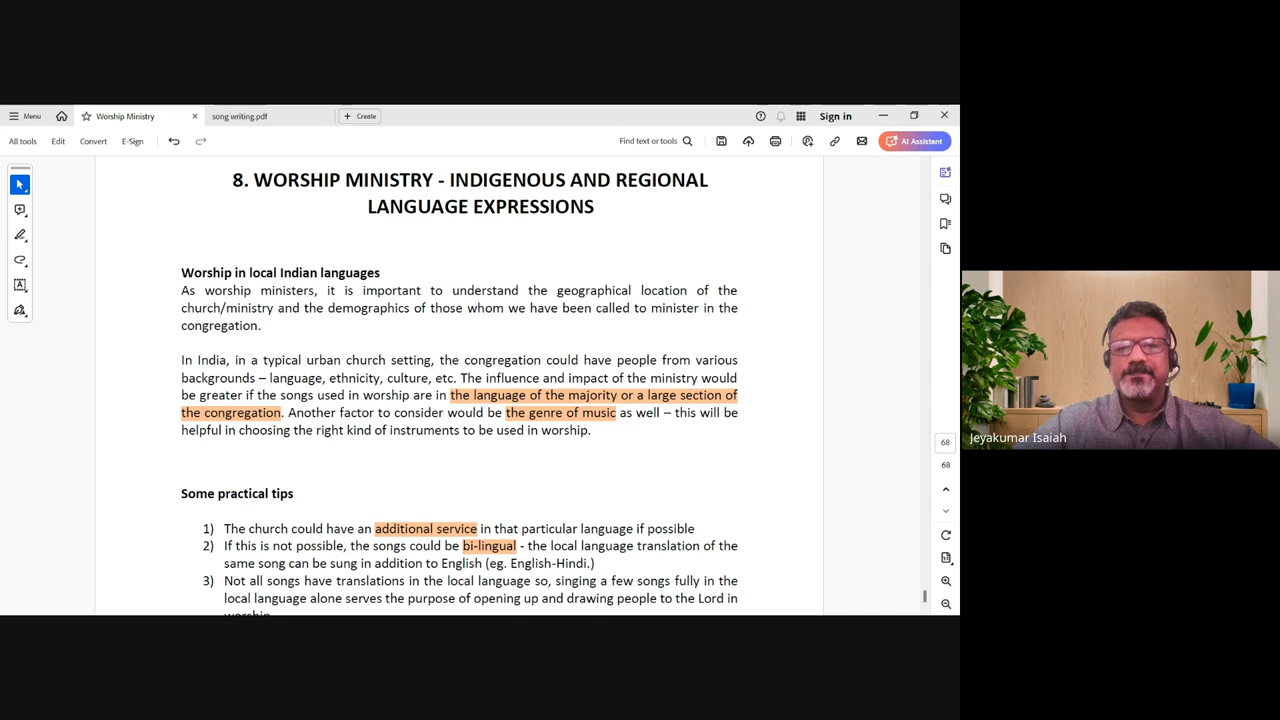 Menu
Worship Ministry
song writing.pdf
Create
Sign in
All tools
Edit
Convert
E-Sign
Find text or tools
AI Assistant
8. WORSHIP MINISTRY - INDIGENOUS AND REGIONAL
LANGUAGE EXPRESSIONS
Worship in local Indian languages
As worship ministers, it is important to understand the geographical location of the
church/ministry and the demographics of those whom we have been called to minister in the
congregation.
In India, in a typical urban church setting, the congregation could have people from various
backgrounds – language, ethnicity, culture, etc. The influence and impact of the ministry would
be greater if the songs used in worship are in the language of the majority or a large section of
the congregation. Another factor to consider would be the genre of music as well – this will be
helpful in choosing the right kind of instruments to be used in worship.
Some practical tips
1) The church could have an additional service in that particular language if possible
2) If this is not possible, the songs could be bi-lingual - the local language translation of the
same song can be sung in addition to English (eg. English-Hindi.)
3) Not all songs have translations in the local language so, singing a few songs fully in the
local language alone serves the purpose of opening up and drawing people to the Lord in
worship.
68
68
Jeyakumar Isaiah